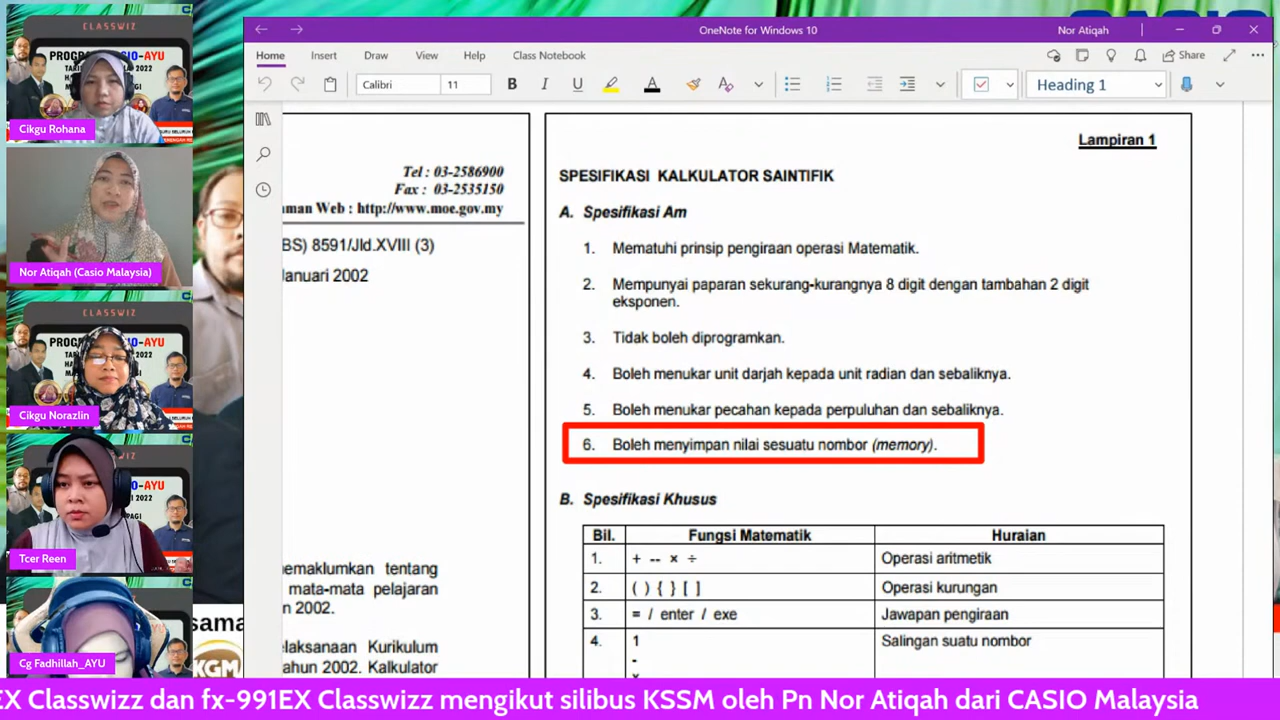 CLASSWIZ
Cikgu Rohana
Nor Atiqah (Casio Malaysia)
CLASSWIZ
Cikgu Norazlin
Tcer Reen
Cg Fadhillah_AYU
OneNote for Windows 10
Nor Atiqah
Home Insert Draw View Help Class Notebook
Share
Calibri 11 B I U A Heading 1
Tel : 03-2586900
Fax : 03-2535150
man Web : http://www.moe.gov.my
BS) 8591/Jld.XVIII (3)
Januari 2002
emaklumkan tentang
mata-mata pelajaran
n 2002.
elaksanaan Kurikulum
ahun 2002. Kalkulator
Lampiran 1
SPESIFIKASI KALKULATOR SAINTIFIK
A. Spesifikasi Am
1. Mematuhi prinsip pengiraan operasi Matematik.
2. Mempunyai paparan sekurang-kurangnya 8 digit dengan tambahan 2 digit
eksponen.
3. Tidak boleh diprogramkan.
4. Boleh menukar unit darjah kepada unit radian dan sebaliknya.
5. Boleh menukar pecahan kepada perpuluhan dan sebaliknya.
6. Boleh menyimpan nilai sesuatu nombor (memory).
B. Spesifikasi Khusus
Bil. Fungsi Matematik Huraian
1. + -- × ÷ Operasi aritmetik
2. ( ) { } [ ] Operasi kurungan
3. = / enter / exe Jawapan pengiraan
4. 1 Salingan suatu nombor
-
x
sama
KGM
EX Classwizz dan fx-991EX Classwizz mengikut silibus KSSM oleh Pn Nor Atiqah dari CASIO Malaysia